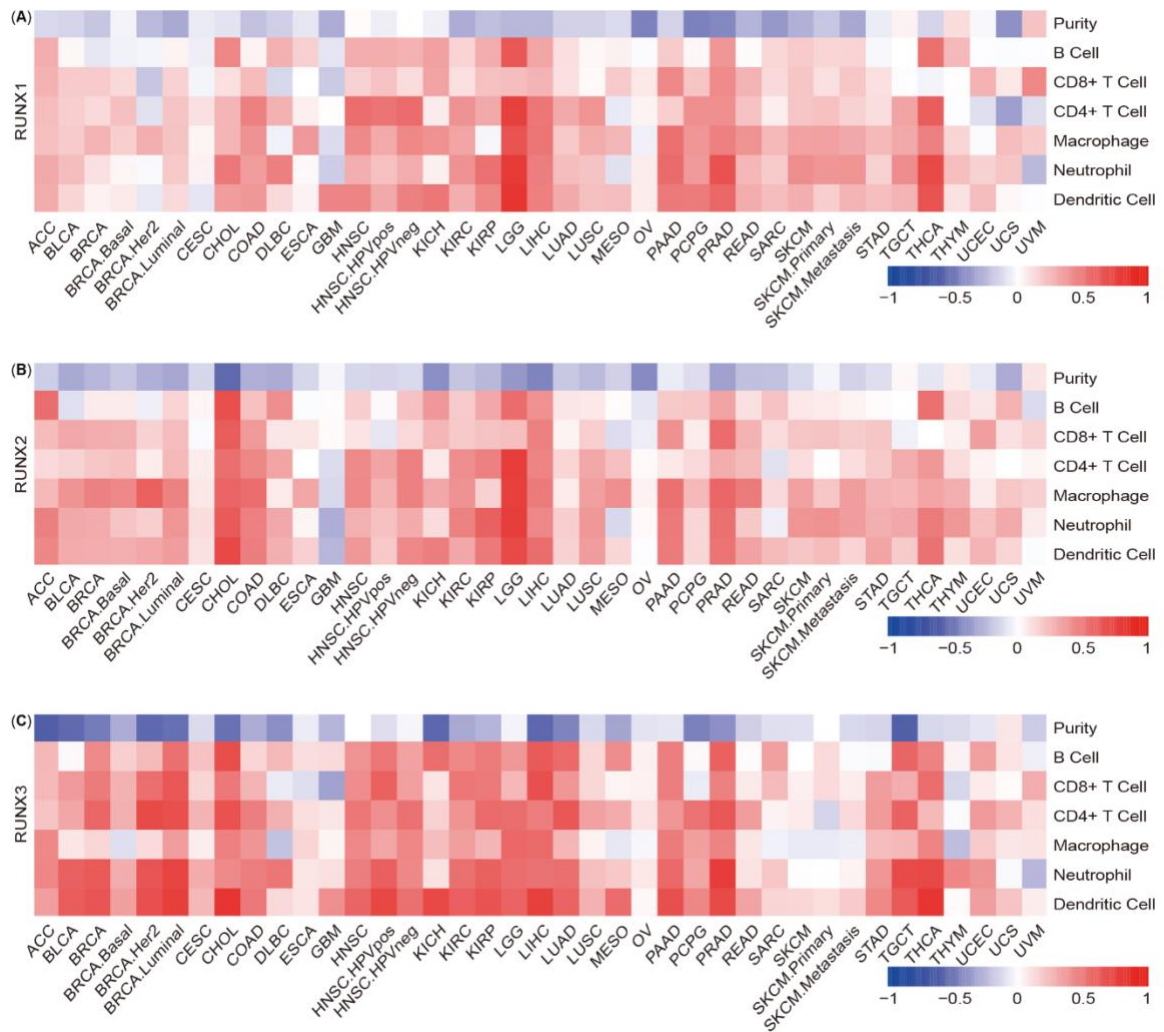 (A)
RUNX1
Purity
B Cell
CD8+ T Cell
CD4+ T Cell
Macrophage
Neutrophil
Dendritic Cell
ACC BLCA BRCA BRCA.Basal BRCA.Her2 BRCA.Luminal CESC CHOL COAD DLBC ESCA GBM HNSC HNSC.HPVpos HNSC.HPVneg KICH KIRC KIRP LGG LIHC LUAD LUSC MESO OV PAAD PCPG PRAD READ SARC SKCM SKCM.Primary SKCM.Metastasis STAD TGCT THCA THYM UCEC UCS UVM
−1 −0.5 0 0.5 1
(B)
RUNX2
Purity
B Cell
CD8+ T Cell
CD4+ T Cell
Macrophage
Neutrophil
Dendritic Cell
ACC BLCA BRCA BRCA.Basal BRCA.Her2 BRCA.Luminal CESC CHOL COAD DLBC ESCA GBM HNSC HNSC.HPVpos HNSC.HPVneg KICH KIRC KIRP LGG LIHC LUAD LUSC MESO OV PAAD PCPG PRAD READ SARC SKCM SKCM.Primary SKCM.Metastasis STAD TGCT THCA THYM UCEC UCS UVM
−1 −0.5 0 0.5 1
(C)
RUNX3
Purity
B Cell
CD8+ T Cell
CD4+ T Cell
Macrophage
Neutrophil
Dendritic Cell
ACC BLCA BRCA BRCA.Basal BRCA.Her2 BRCA.Luminal CESC CHOL COAD DLBC ESCA GBM HNSC HNSC.HPVpos HNSC.HPVneg KICH KIRC KIRP LGG LIHC LUAD LUSC MESO OV PAAD PCPG PRAD READ SARC SKCM SKCM.Primary SKCM.Metastasis STAD TGCT THCA THYM UCEC UCS UVM
−1 −0.5 0 0.5 1